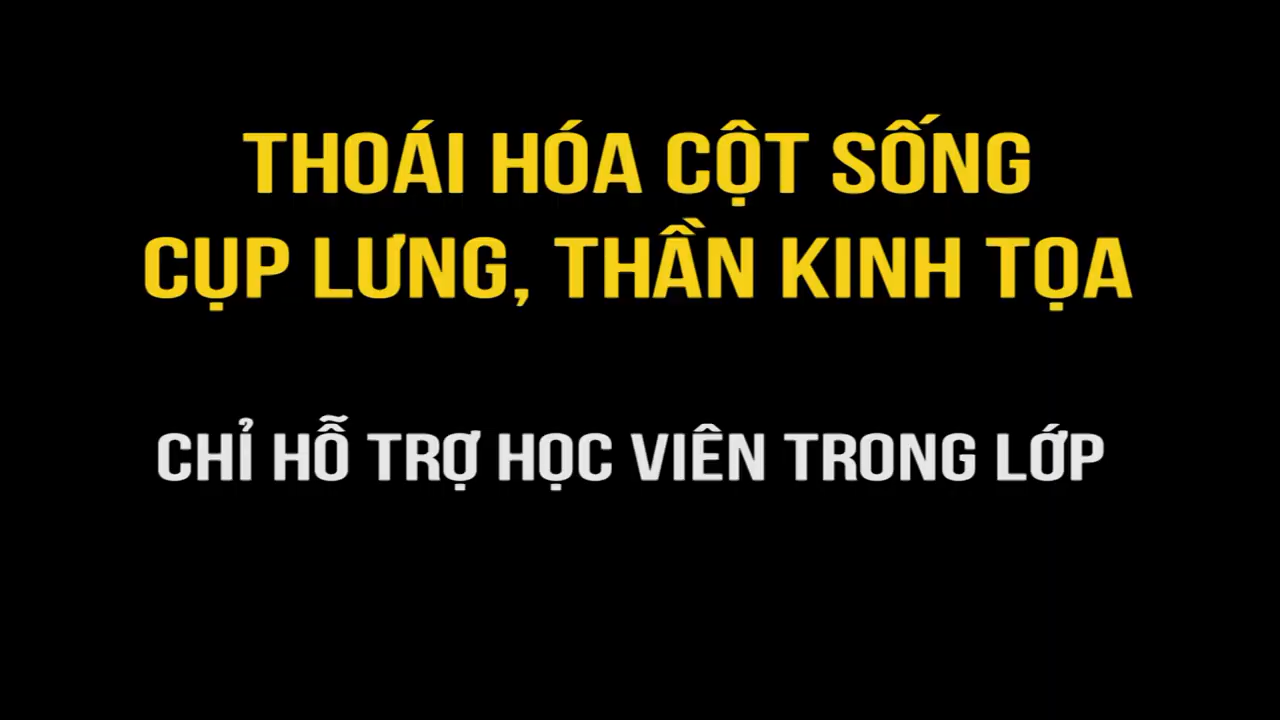 THOÁI HÓA CỘT SỐNG
CỤP LƯNG, THẦN KINH TỌA
CHỈ HỖ TRỢ HỌC VIÊN TRONG LỚP